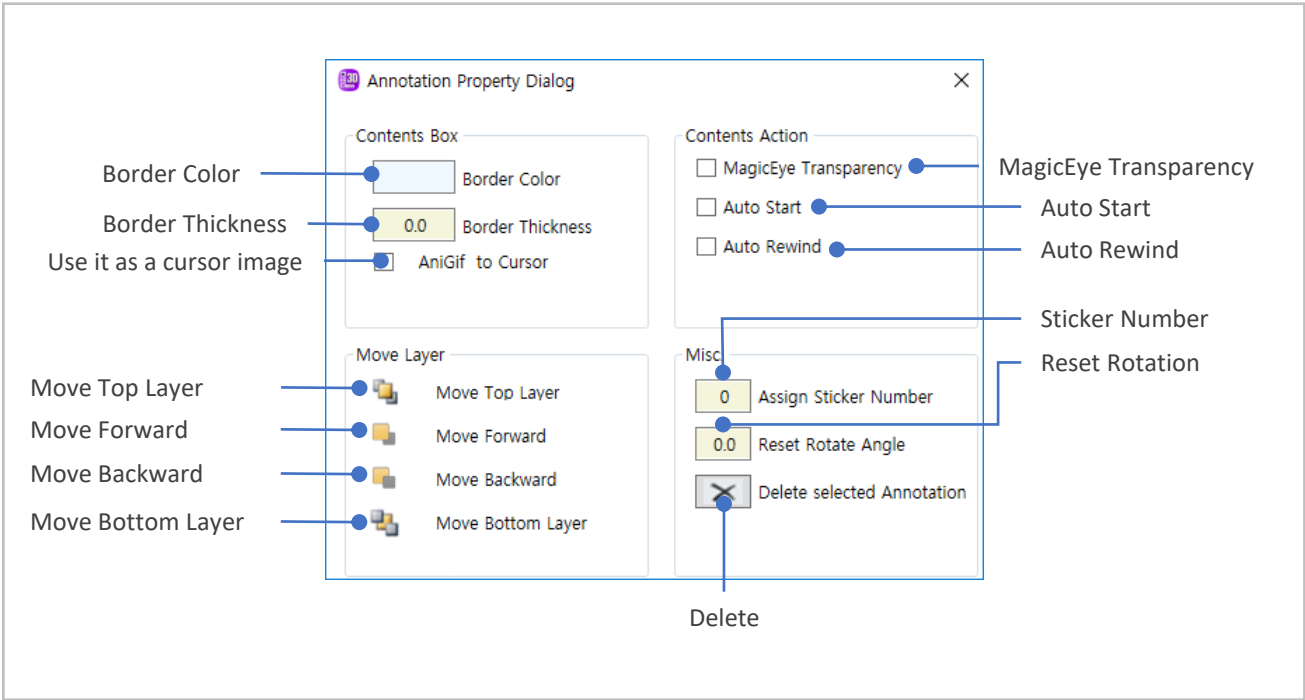 Annotation Property Dialog
Contents Box
Border Color
Border Color
Border Thickness
0.0
Border Thickness
Use it as a cursor image
AniGif to Cursor
Contents Action
MagicEye Transparency
MagicEye Transparency
Auto Start
Auto Start
Auto Rewind
Auto Rewind
Move Layer
Move Top Layer
Move Top Layer
Move Forward
Move Forward
Move Backward
Move Backward
Move Bottom Layer
Move Bottom Layer
Misc.
Sticker Number
0
Assign Sticker Number
Reset Rotation
0.0
Reset Rotate Angle
Delete selected Annotation
Delete